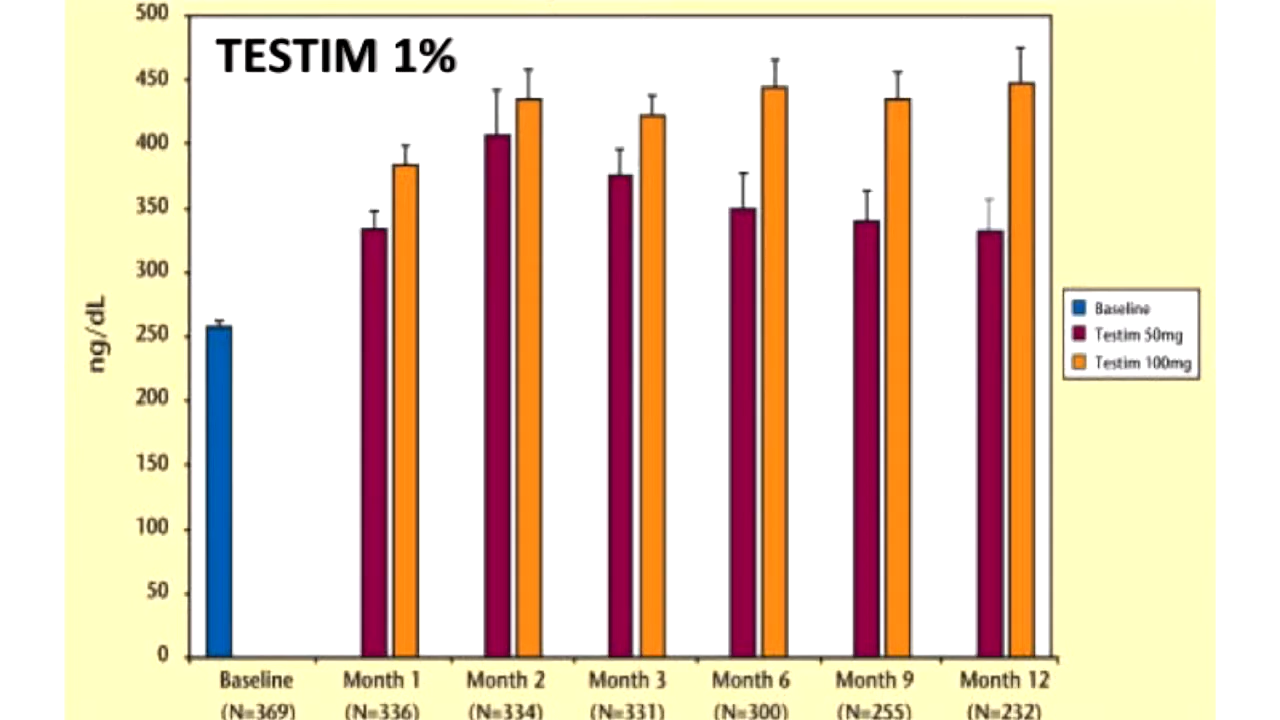 500
TESTIM 1%
450
400
350
300
250
200
150
100
50
0
ng/dL
Baseline
Testim 50mg
Testim 100mg
Baseline Month 1 Month 2 Month 3 Month 6 Month 9 Month 12
(N=369) (N=336) (N=334) (N=331) (N=300) (N=255) (N=232)